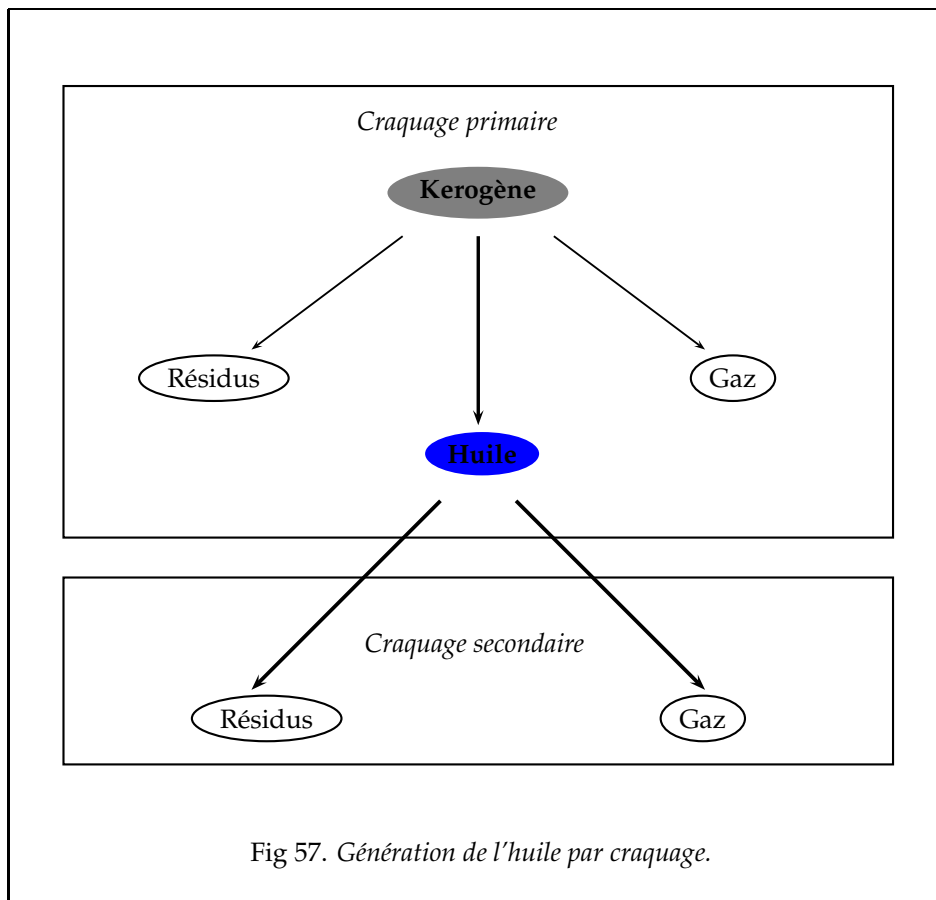 Craquage primaire
Kerogène
Résidus
Gaz
Huile
Craquage secondaire
Résidus
Gaz
Fig 57. Génération de l'huile par craquage.